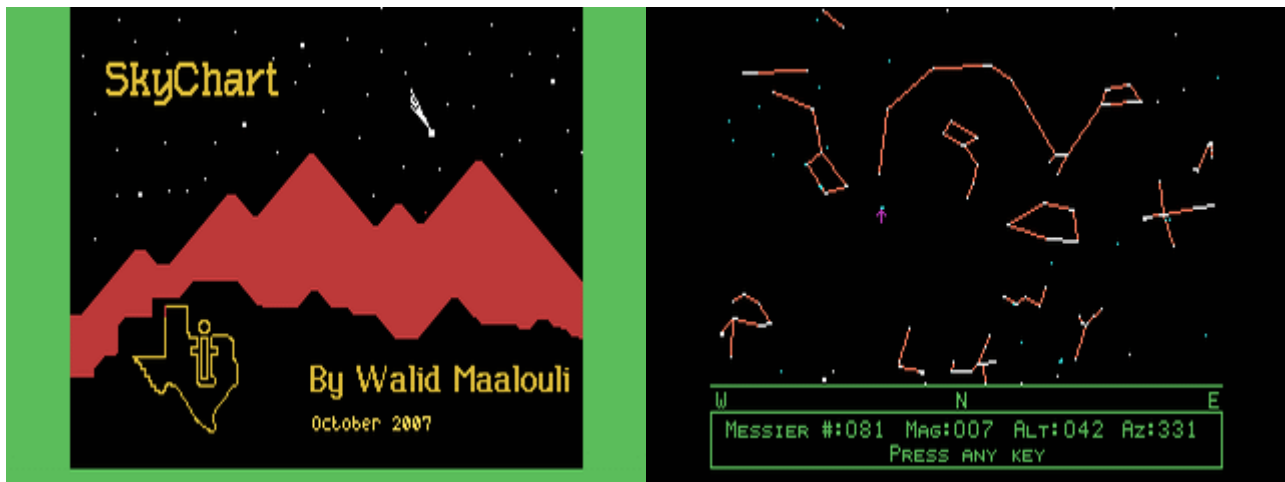 SkyChart
By Walid Maalouli
October 2007
W N E
MESSIER #:081 MAG:007 ALT:042 AZ:331
PRESS ANY KEY